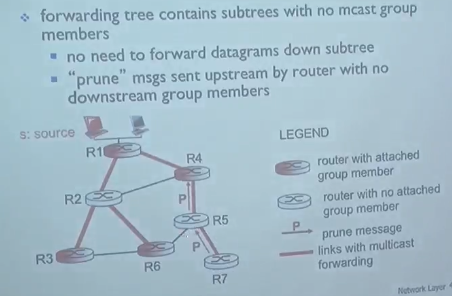 forwarding tree contains subtrees with no mcast group
members
no need to forward datagrams down subtree
"prune" msgs sent upstream by router with no
downstream group members
s: source
LEGEND
R1
R4
router with attached
group member
R2
P
router with no attached
group member
R5
P
P
prune message
R3
R6
links with multicast
forwarding
R7
Network Layer